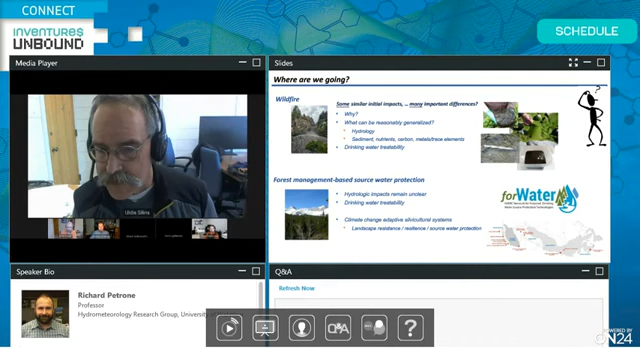 CONNECT
INVENTURES
UNBOUND
SCHEDULE
Media Player
Slides
Where are we going?
Wildfire
Some similar initial impacts, .. many important differences?
Why?
What can be reasonably generalized?
Hydrology
Sediment, nutrients, carbon, metals/trace elements
Drinking water treatability
Forest management-based source water protection
Hydrologic impacts remain unclear
Drinking water treatability
Climate change adaptive silvicultural systems
Landscape resistance / resilience / source water protection
forWater
?
Uldis Silins
Speaker Bio
Richard Petrone
Professor
Hydrometeorology Research Group, University of
Q&A
Refresh Now
Q&A
?
POWERED BY
ON24